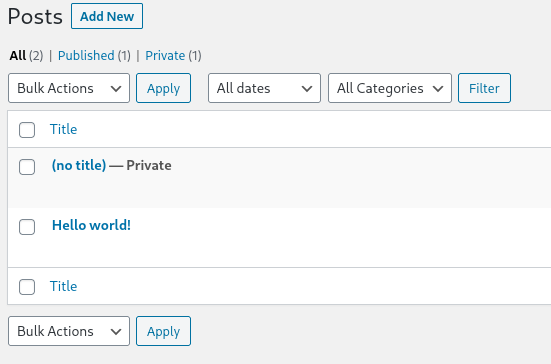 Posts Add New
All (2) | Published (1) | Private (1)
Bulk Actions Apply All dates All Categories Filter
Title
(no title) — Private
Hello world!
Title
Bulk Actions Apply